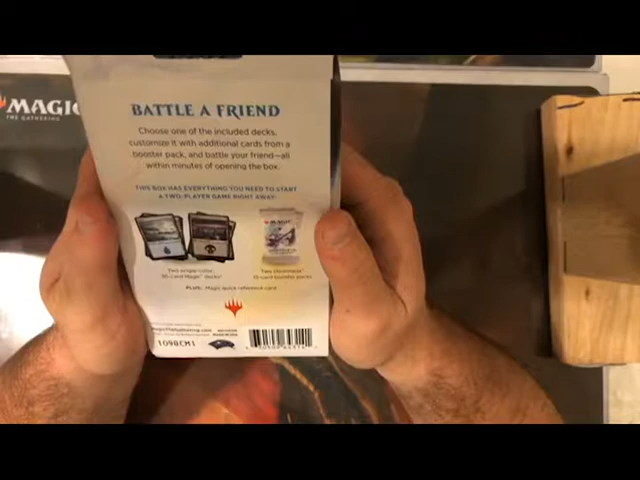 MAGIC
THE GATHERING
BATTLE A FRIEND
Choose one of the included decks,
customize it with additional cards from a
booster pack, and battle your friend—all
within minutes of opening the box.
THIS BOX HAS EVERYTHING YOU NEED TO START
A TWO-PLAYER GAME RIGHT AWAY:
MAGIC
Two single-color,
Magic decks
Two
15-card booster packs
PLUS: Magic quick reference card
1098CM1